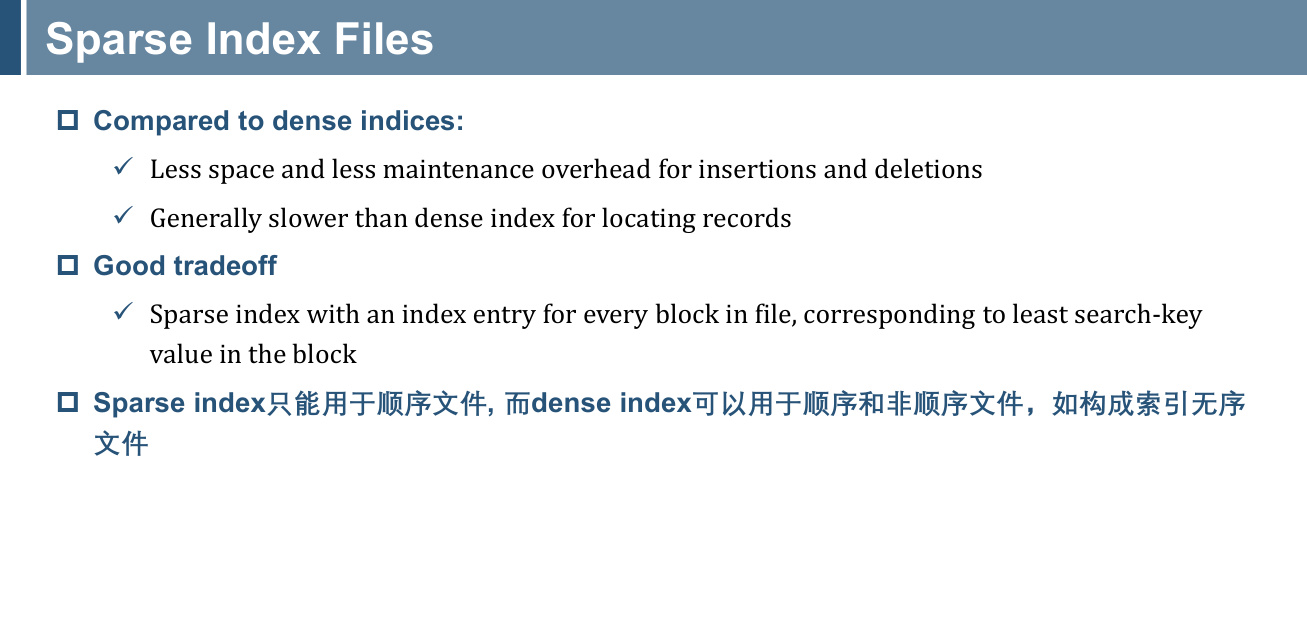 Sparse Index Files
Compared to dense indices:
Less space and less maintenance overhead for insertions and deletions
Generally slower than dense index for locating records
Good tradeoff
Sparse index with an index entry for every block in file, corresponding to least search-key
value in the block
Sparse index只能用于顺序文件, 而dense index可以用于顺序和非顺序文件，如构成索引无序
文件